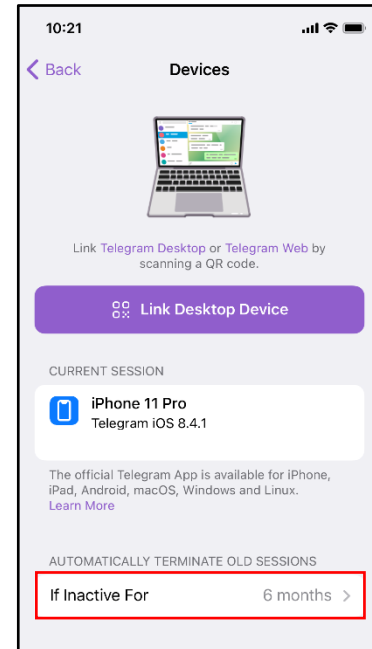 10:21
Back
Devices
Link Telegram Desktop or Telegram Web by
scanning a QR code.
Link Desktop Device
CURRENT SESSION
iPhone 11 Pro
Telegram iOS 8.4.1
The official Telegram App is available for iPhone,
iPad, Android, macOS, Windows and Linux.
Learn More
AUTOMATICALLY TERMINATE OLD SESSIONS
If Inactive For 6 months